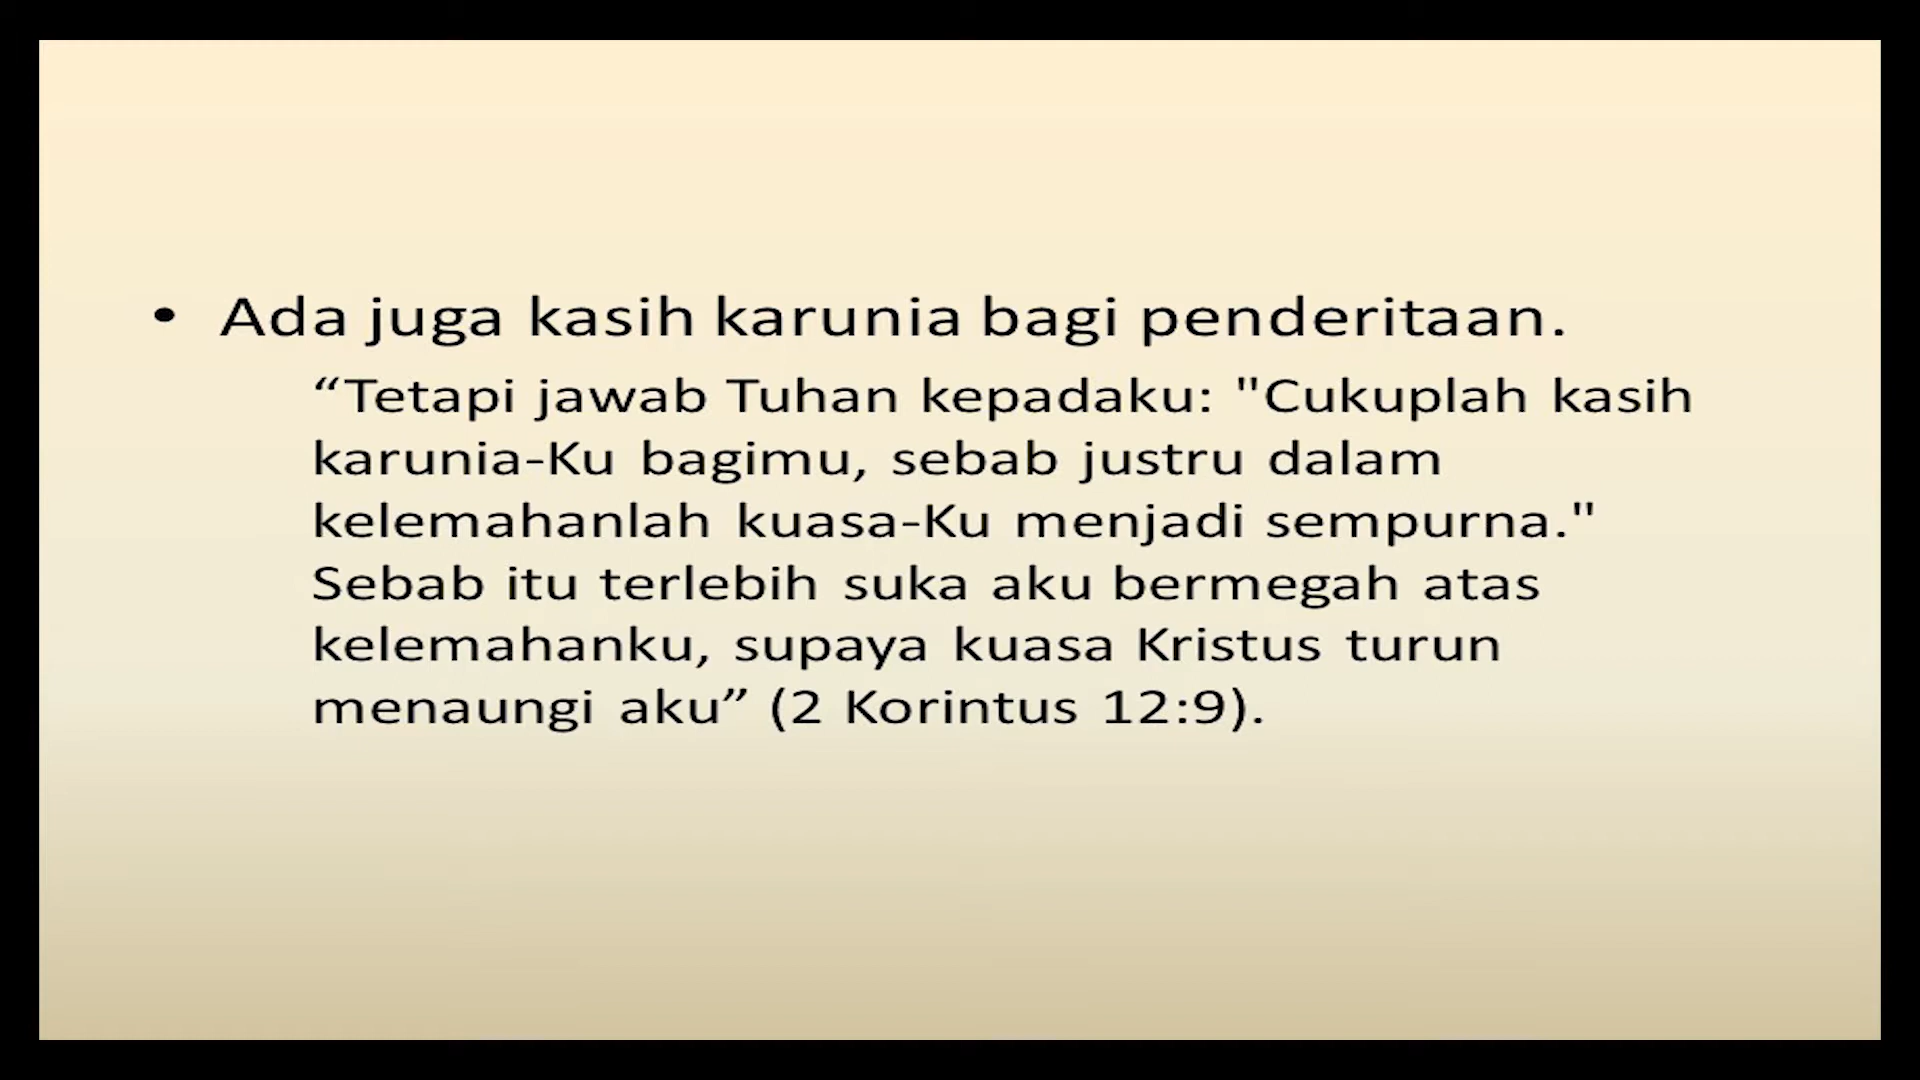 • Ada juga kasih karunia bagi penderitaan.
“Tetapi jawab Tuhan kepadaku: "Cukuplah kasih
karunia-Ku bagimu, sebab justru dalam
kelemahanlah kuasa-Ku menjadi sempurna."
Sebab itu terlebih suka aku bermegah atas
kelemahanku, supaya kuasa Kristus turun
menaungi aku” (2 Korintus 12:9).